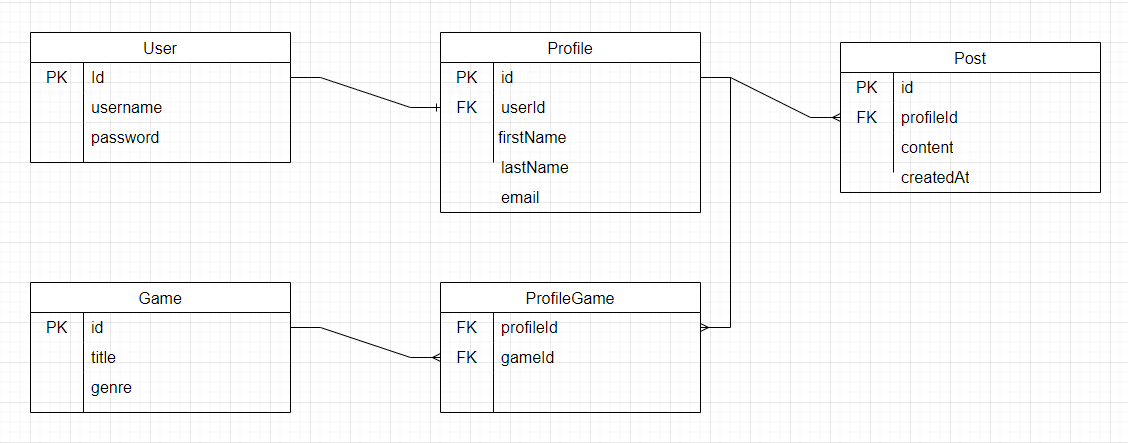 User
PK Id
username
password
Profile
PK id
FK userId
firstName
lastName
email
Post
PK id
FK profileId
content
createdAt
Game
PK id
title
genre
ProfileGame
FK profileId
FK gameId